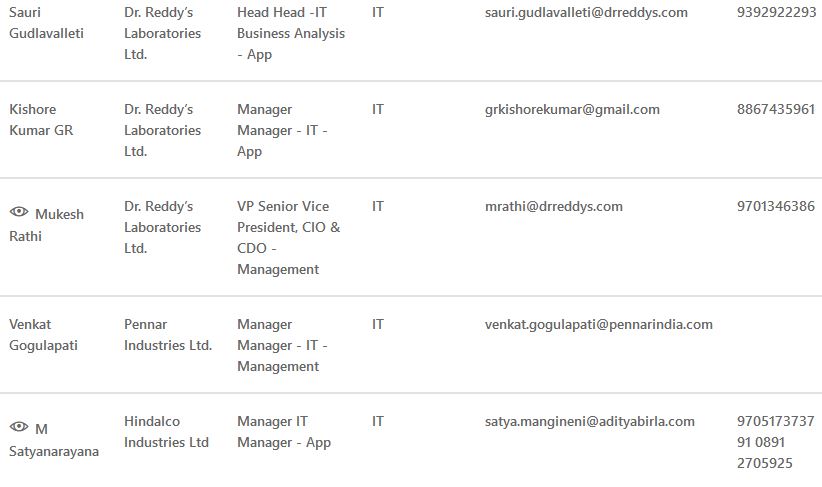 Sauri Gudlavalleti Dr. Reddy's Laboratories Ltd. Head Head -IT Business Analysis - App IT sauri.gudlavalleti@drreddys.com 9392922293
Kishore Kumar GR Dr. Reddy's Laboratories Ltd. Manager Manager - IT - App IT grkishorekumar@gmail.com 8867435961
Mukesh Rathi Dr. Reddy's Laboratories Ltd. VP Senior Vice President, CIO & CDO - Management IT mrathi@drreddys.com 9701346386
Venkat Gogulapati Pennar Industries Ltd. Manager Manager - IT - Management IT venkat.gogulapati@pennarindia.com
M Satyanarayana Hindalco Industries Ltd Manager IT Manager - App IT satya.mangineni@adityabirla.com 9705173737 91 0891 2705925